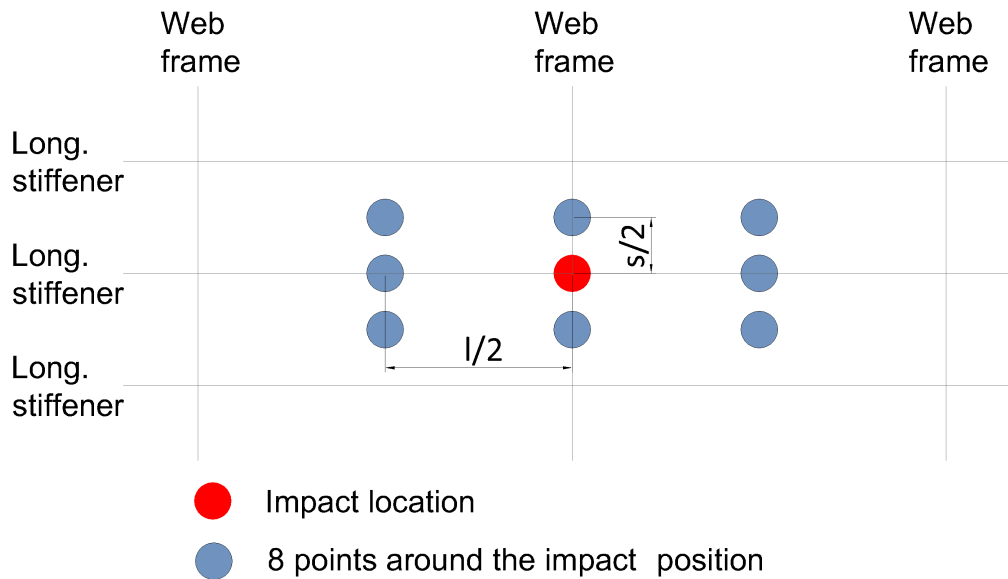 Web
frame
Web
frame
Web
frame
Long.
stiffener
s/2
Long.
stiffener
l/2
Long.
stiffener
Impact location
8 points around the impact position